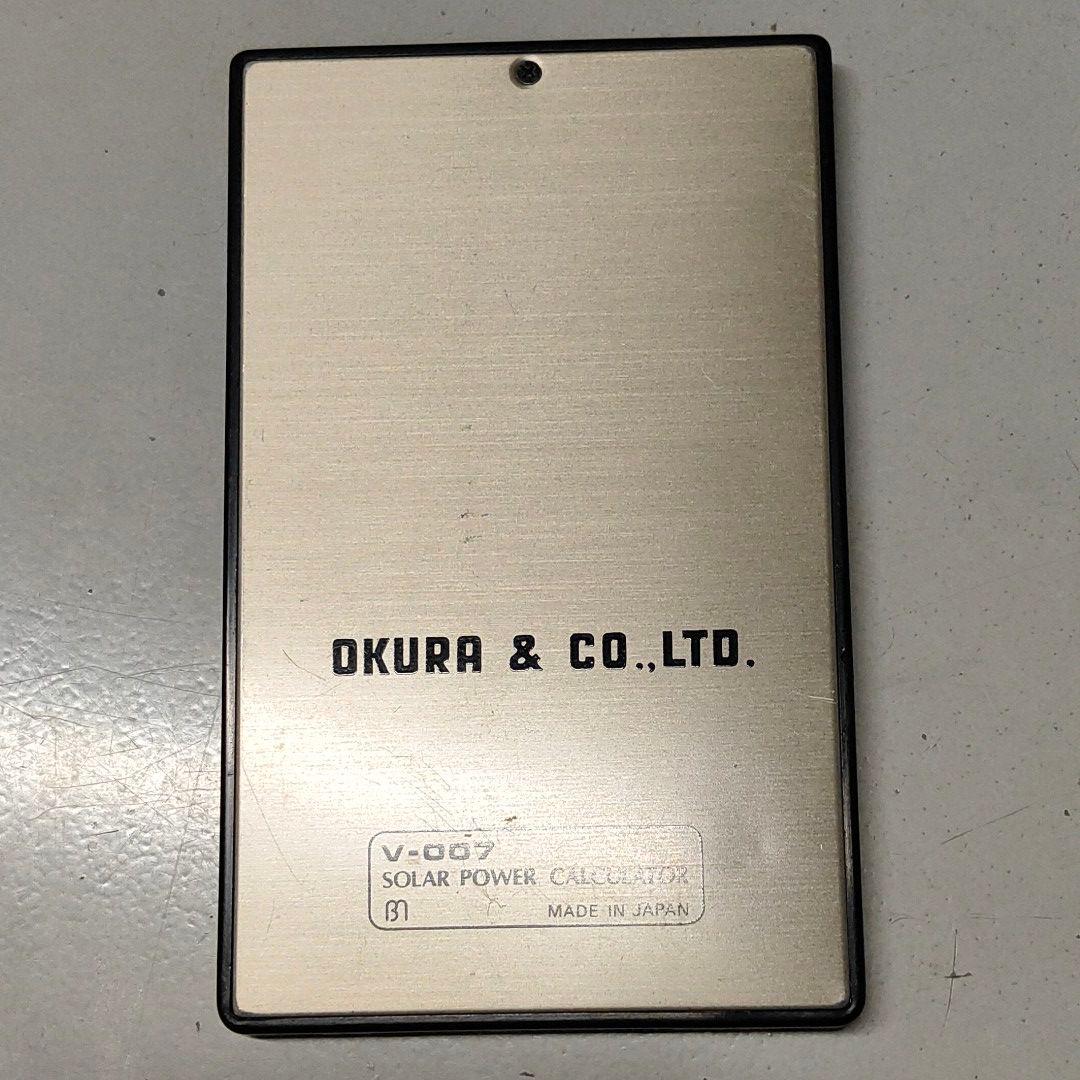 OKURA & CO.,LTD.
V-007
SOLAR POWER CALCULATOR
MADE IN JAPAN